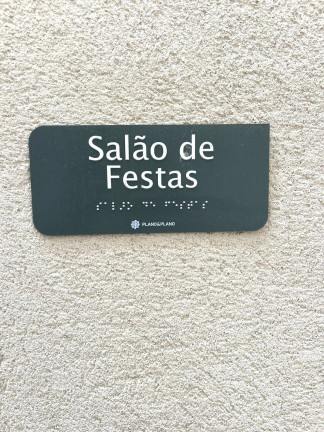 Salão de
Festas
⠎⠁⠇⠜⠕ ⠙⠑ ⠋⠑⠎⠞⠁⠎
PLANO&PLANO